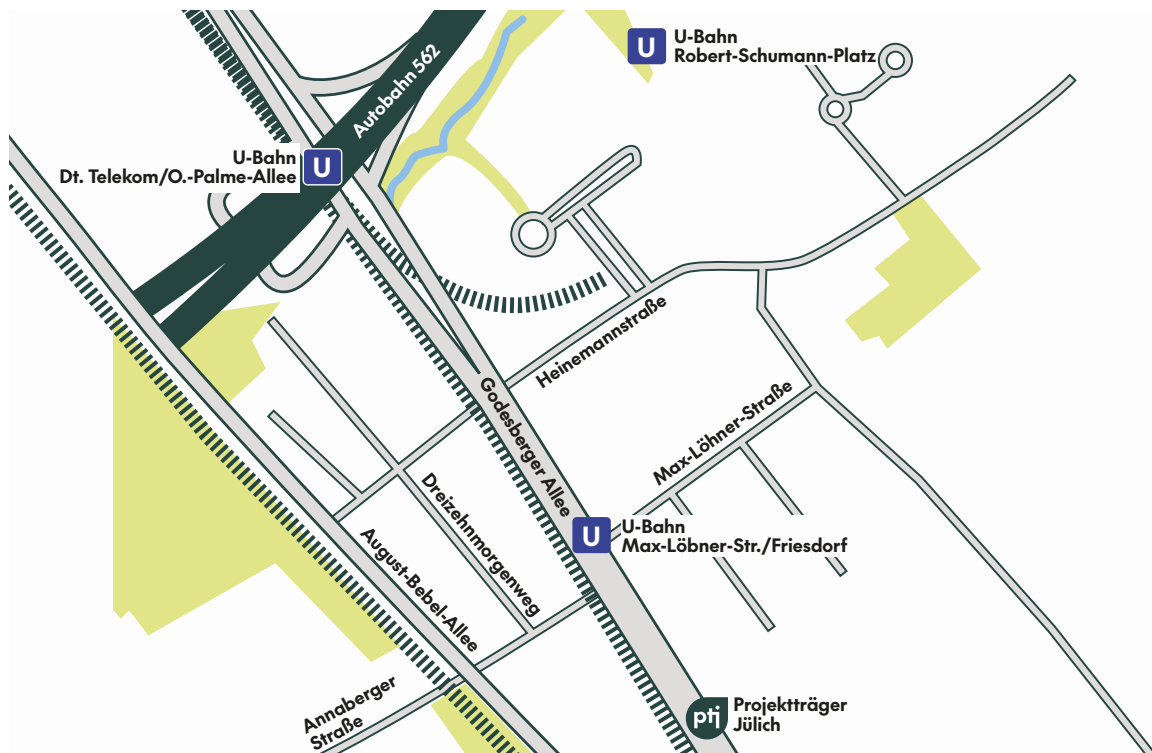 U
U-Bahn
Robert-Schumann-Platz
Autobahn 562
U-Bahn
Dt. Telekom/O.-Palme-Allee
U
Heinemannstraße
Godesberger Allee
Max-Löhner-Straße
Dreizehnmorgenweg
U
U-Bahn
Max-Löbner-Str./Friesdorf
August-Bebel-Allee
Annaberger
Straße
ptj
Projektträger
Jülich